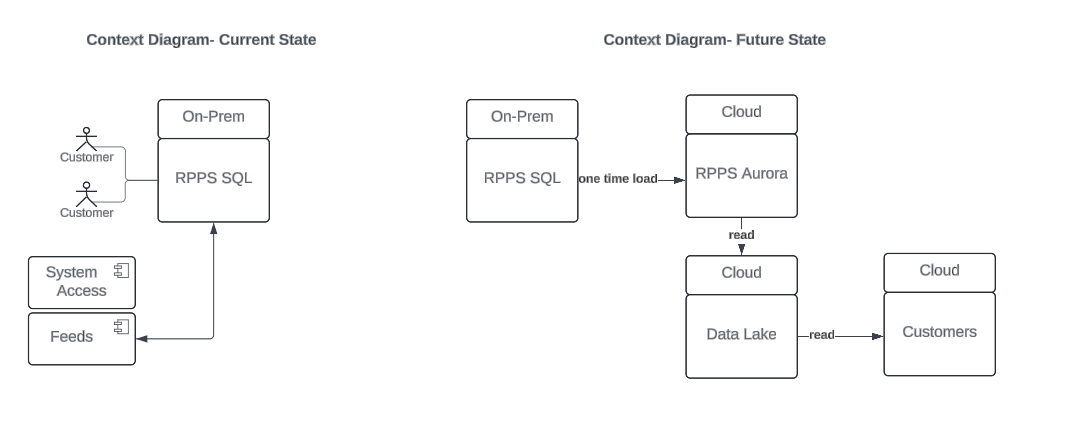 Context Diagram- Current State
On-Prem
RPPS SQL
Customer
Customer
System
Access
Feeds
Context Diagram- Future State
On-Prem
RPPS SQL
one time load
Cloud
RPPS Aurora
read
Cloud
Data Lake
read
Cloud
Customers